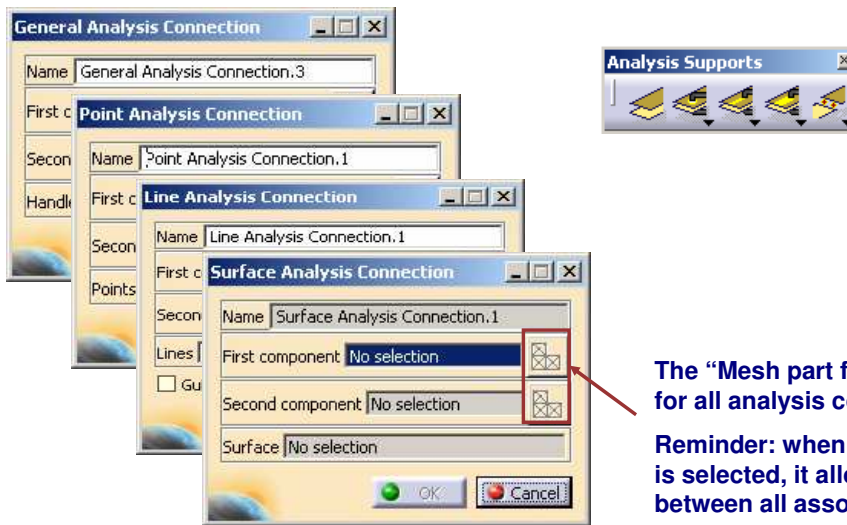 General Analysis Connection
Name General Analysis Connection.3
First c
Secon
Handl
Point Analysis Connection
Name Point Analysis Connection.1
First c
Secon
Points
Line Analysis Connection
Name Line Analysis Connection.1
First c
Secon
Lines
Gu
Surface Analysis Connection
Name Surface Analysis Connection.1
First component No selection
Second component No selection
Surface No selection
OK Cancel
Analysis Supports
The “Mesh part f
for all analysis c
Reminder: when
is selected, it all
between all asso